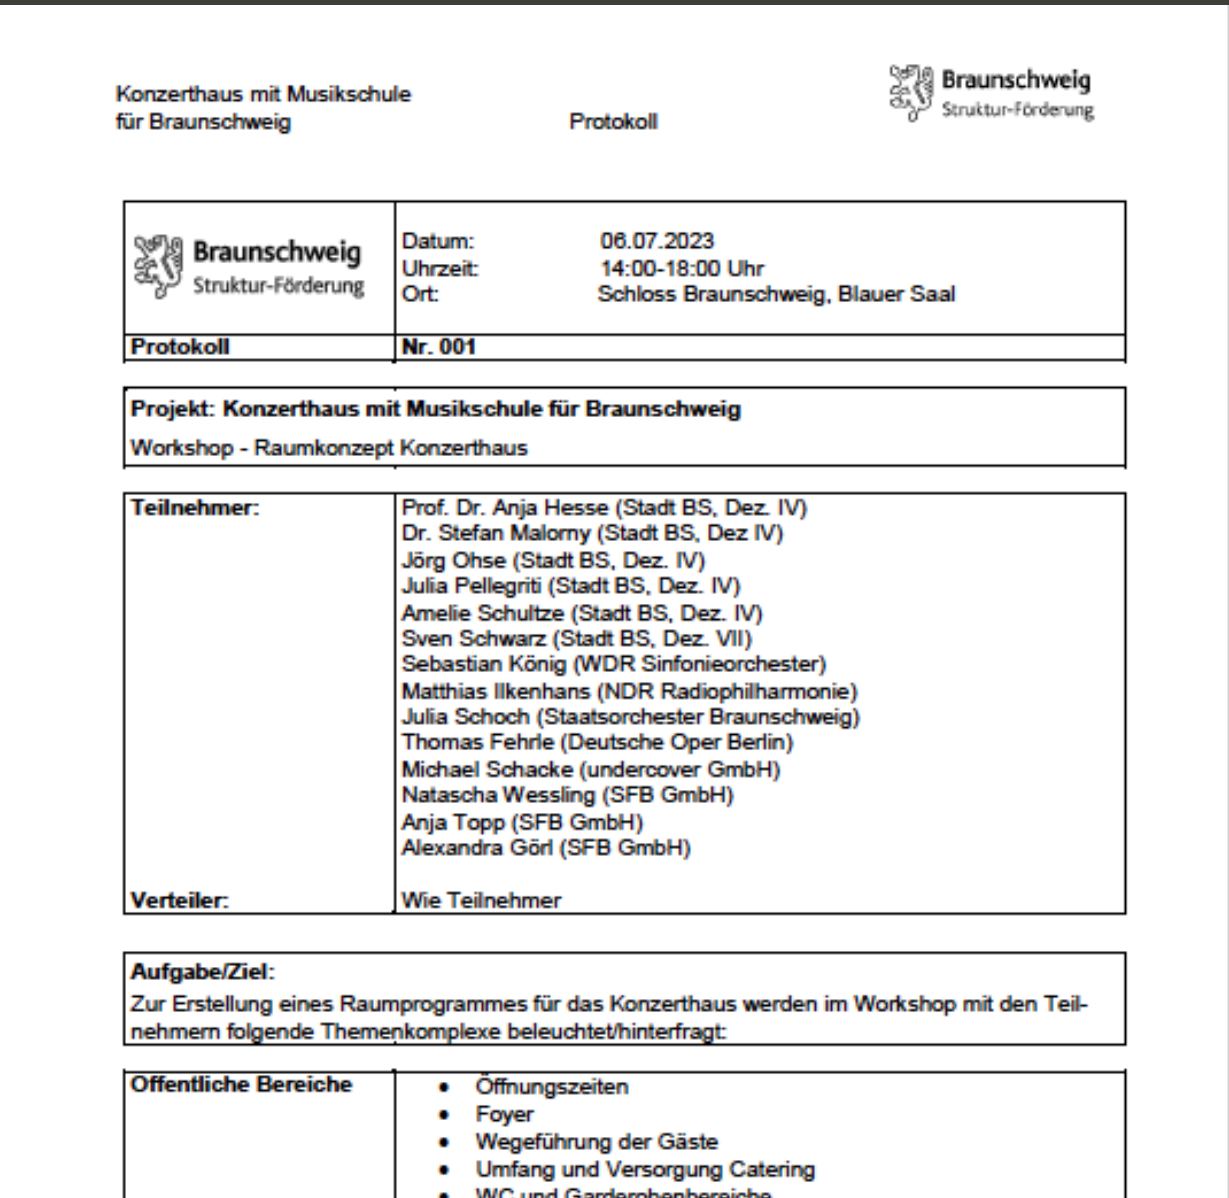 Konzerthaus mit Musikschule
für Braunschweig
Protokoll
Braunschweig
Struktur-Förderung
Braunschweig
Struktur-Förderung
Datum: 06.07.2023
Uhrzeit: 14:00-18:00 Uhr
Ort: Schloss Braunschweig, Blauer Saal
Protokoll Nr. 001
Projekt: Konzerthaus mit Musikschule für Braunschweig
Workshop - Raumkonzept Konzerthaus
Teilnehmer: Prof. Dr. Anja Hesse (Stadt BS, Dez. IV)
Dr. Stefan Malorny (Stadt BS, Dez IV)
Jörg Ohse (Stadt BS, Dez. IV)
Julia Pellegriti (Stadt BS, Dez. IV)
Amelie Schultze (Stadt BS, Dez. IV)
Sven Schwarz (Stadt BS, Dez. VII)
Sebastian König (WDR Sinfonieorchester)
Matthias Ilkenhans (NDR Radiophilharmonie)
Julia Schoch (Staatsorchester Braunschweig)
Thomas Fehrle (Deutsche Oper Berlin)
Michael Schacke (undercover GmbH)
Natascha Wessling (SFB GmbH)
Anja Topp (SFB GmbH)
Alexandra Görl (SFB GmbH)
Verteiler: Wie Teilnehmer
Aufgabe/Ziel:
Zur Erstellung eines Raumprogrammes für das Konzerthaus werden im Workshop mit den Teil-
nehmern folgende Themenkomplexe beleuchtet/hinterfragt:
Öffentliche Bereiche • Öffnungszeiten
• Foyer
• Wegeführung der Gäste
• Umfang und Versorgung Catering
• WC und Garderobenbereiche